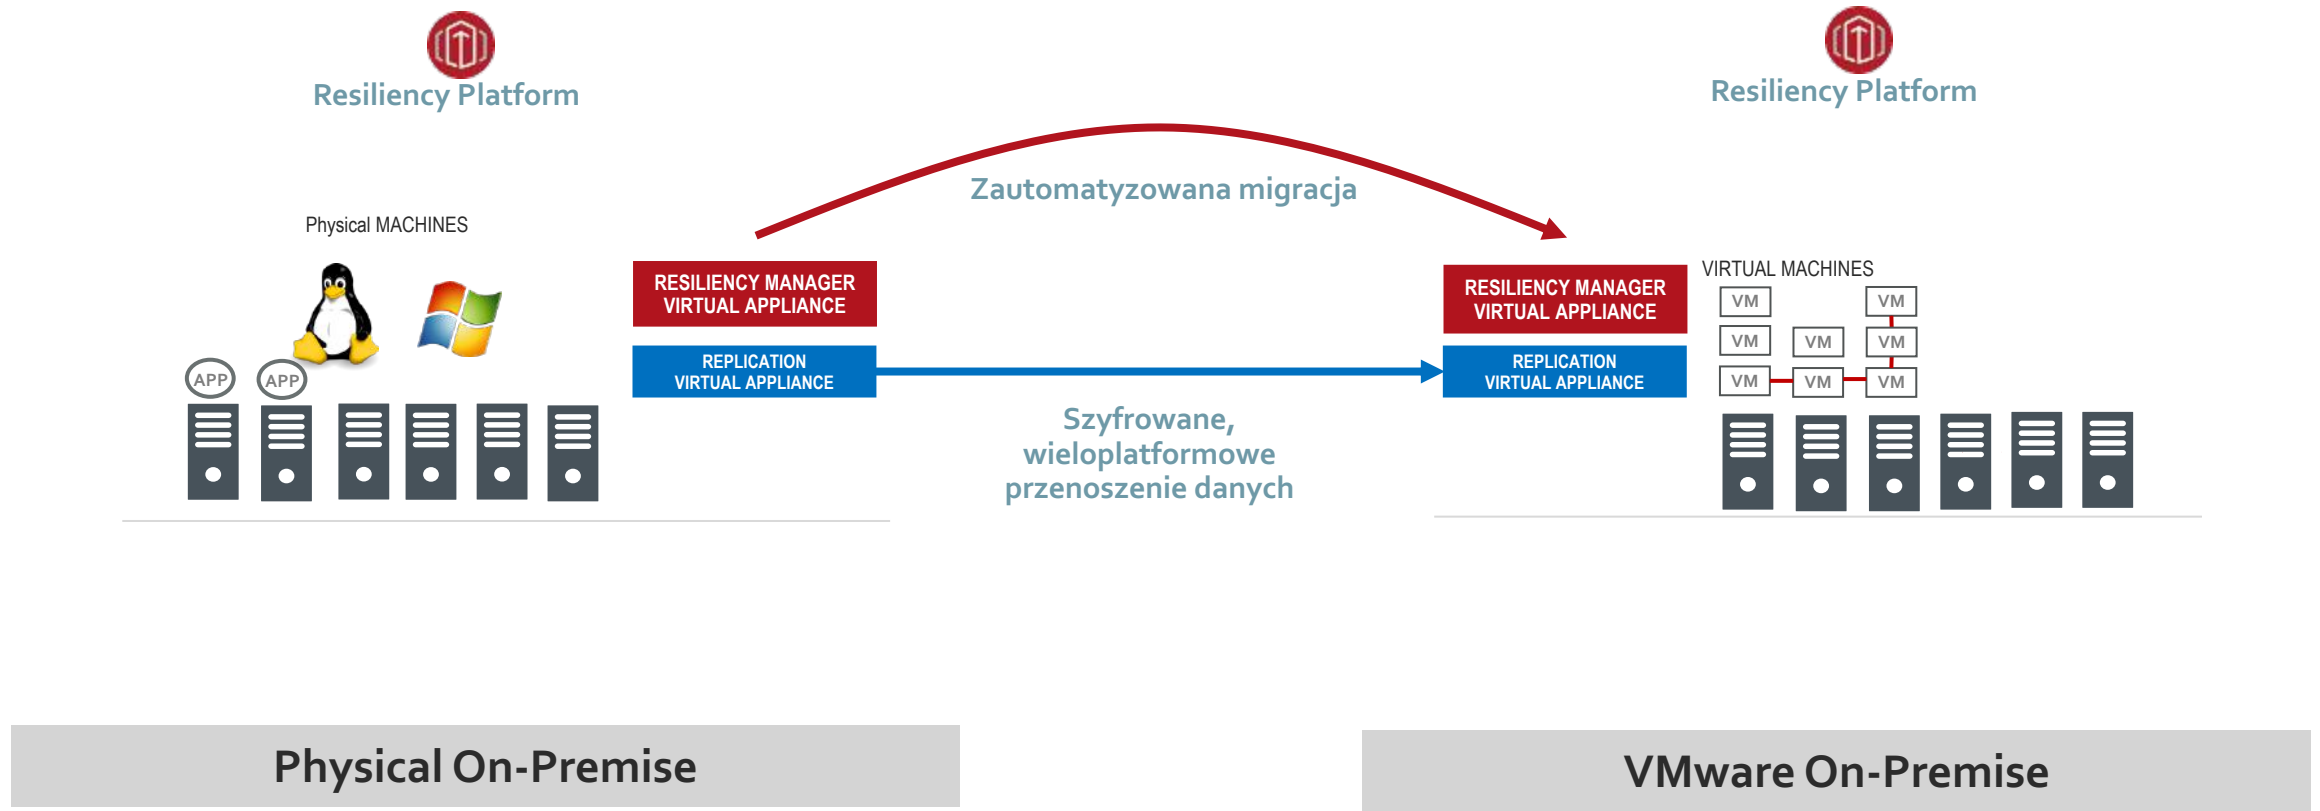 Resiliency Platform
Resiliency Platform
Zautomatyzowana migracja
Physical MACHINES
RESILIENCY MANAGER
VIRTUAL APPLIANCE
REPLICATION
VIRTUAL APPLIANCE
APP
APP
RESILIENCY MANAGER
VIRTUAL APPLIANCE
REPLICATION
VIRTUAL APPLIANCE
VIRTUAL MACHINES
VM VM
VM VM VM
VM VM VM
Szyfrowane,
wieloplatformowe
przenoszenie danych
Physical On-Premise
VMware On-Premise